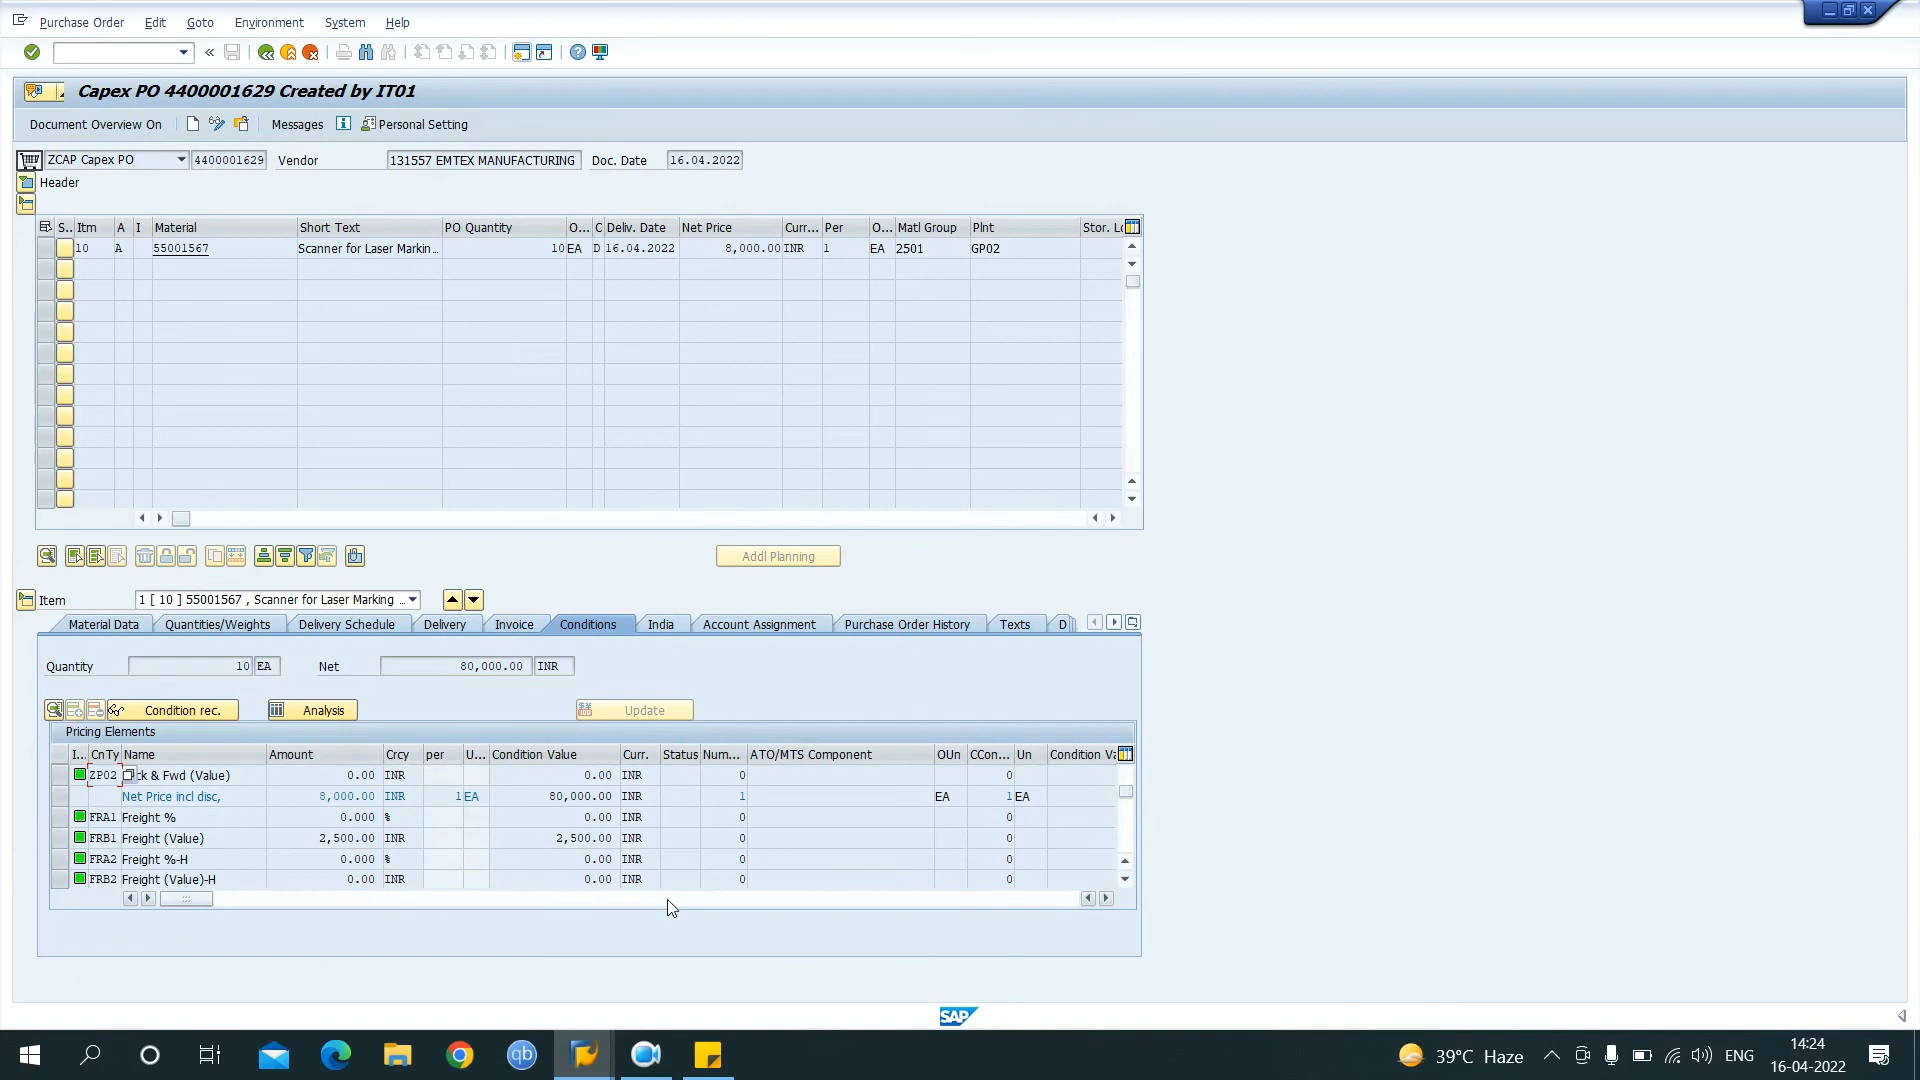 Purchase Order Edit Goto Environment System Help
Capex PO 4400001629 Created by IT01
Document Overview On Messages Personal Setting
ZCAP Capex PO 4400001629 Vendor 131557 EMTEX MANUFACTURING Doc. Date 16.04.2022
Header
S.. Itm A I Material Short Text PO Quantity O... C Deliv. Date Net Price Curr... Per O... Matl Group Plnt Stor. Lo
10 A 55001567 Scanner for Laser Markin... 10 EA D 16.04.2022 8,000.00 INR 1 EA 2501 GP02
Addl Planning
Item 1 [ 10 ] 55001567 , Scanner for Laser Marking ...
Material Data Quantities/Weights Delivery Schedule Delivery Invoice Conditions India Account Assignment Purchase Order History Texts D
Quantity 10 EA Net 80,000.00 INR
Condition rec. Analysis Update
Pricing Elements
I... CnTy Name Amount Crcy per U... Condition Value Curr. Status Num... ATO/MTS Component OUn CCon... Un Condition Va
ZP02 ck & Fwd (Value) 0.00 INR 0.00 INR 0 0
Net Price incl disc, 8,000.00 INR 1 EA 80,000.00 INR 1 EA 1 EA
FRA1 Freight % 0.000 % 0.00 INR 0 0
FRB1 Freight (Value) 2,500.00 INR 2,500.00 INR 0 0
FRA2 Freight %-H 0.000 % 0.00 INR 0 0
FRB2 Freight (Value)-H 0.00 INR 0.00 INR 0 0
SAP
qb 39°C Haze ENG 14:24
16-04-2022